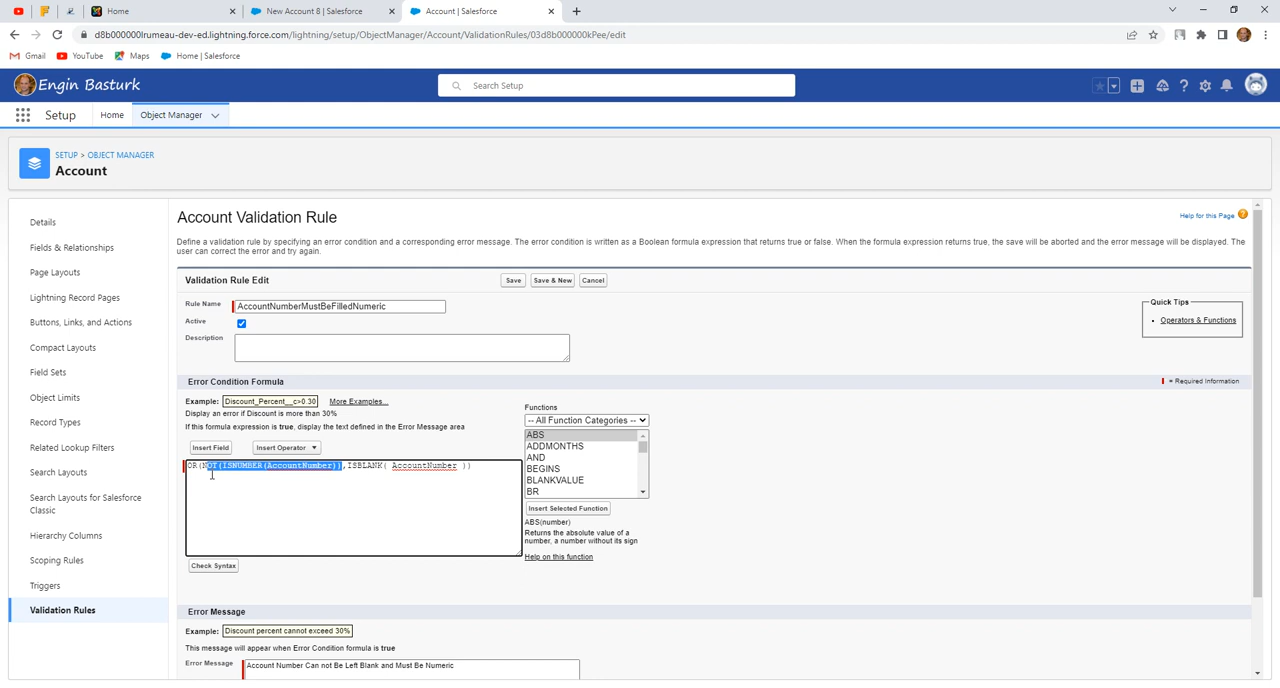 Home
New Account 8 | Salesforce
Account | Salesforce
d8b000000lrumeau-dev-ed.lightning.force.com/lightning/setup/ObjectManager/Account/ValidationRules/03d8b000000kPee/edit
Gmail YouTube Maps Home | Salesforce
Engin Basturk
Search Setup
Setup Home Object Manager
SETUP > OBJECT MANAGER
Account
Details
Fields & Relationships
Page Layouts
Lightning Record Pages
Buttons, Links, and Actions
Compact Layouts
Field Sets
Object Limits
Record Types
Related Lookup Filters
Search Layouts
Search Layouts for Salesforce
Classic
Hierarchy Columns
Scoping Rules
Triggers
Validation Rules
Account Validation Rule
Help for this Page
Define a validation rule by specifying an error condition and a corresponding error message. The error condition is written as a Boolean formula expression that returns true or false. When the formula expression returns true, the save will be aborted and the error message will be displayed. The
user can correct the error and try again.
Validation Rule Edit
Save Save & New Cancel
Rule Name AccountNumberMustBeFilledNumeric
Active
Description
Quick Tips
Operators & Functions
Error Condition Formula
= Required Information
Example: Discount_Percent__c>0.30 More Examples...
Display an error if Discount is more than 30%
If this formula expression is true, display the text defined in the Error Message area
Insert Field Insert Operator
OR(NOT(ISNUMBER(AccountNumber)),ISBLANK( AccountNumber ))
Check Syntax
Functions
-- All Function Categories --
ABS
ADDMONTHS
AND
BEGINS
BLANKVALUE
BR
Insert Selected Function
ABS(number)
Returns the absolute value of a
number, a number without its sign
Help on this function
Error Message
Example: Discount percent cannot exceed 30%
This message will appear when Error Condition formula is true
Error Message Account Number Can not Be Left Blank and Must Be Numeric